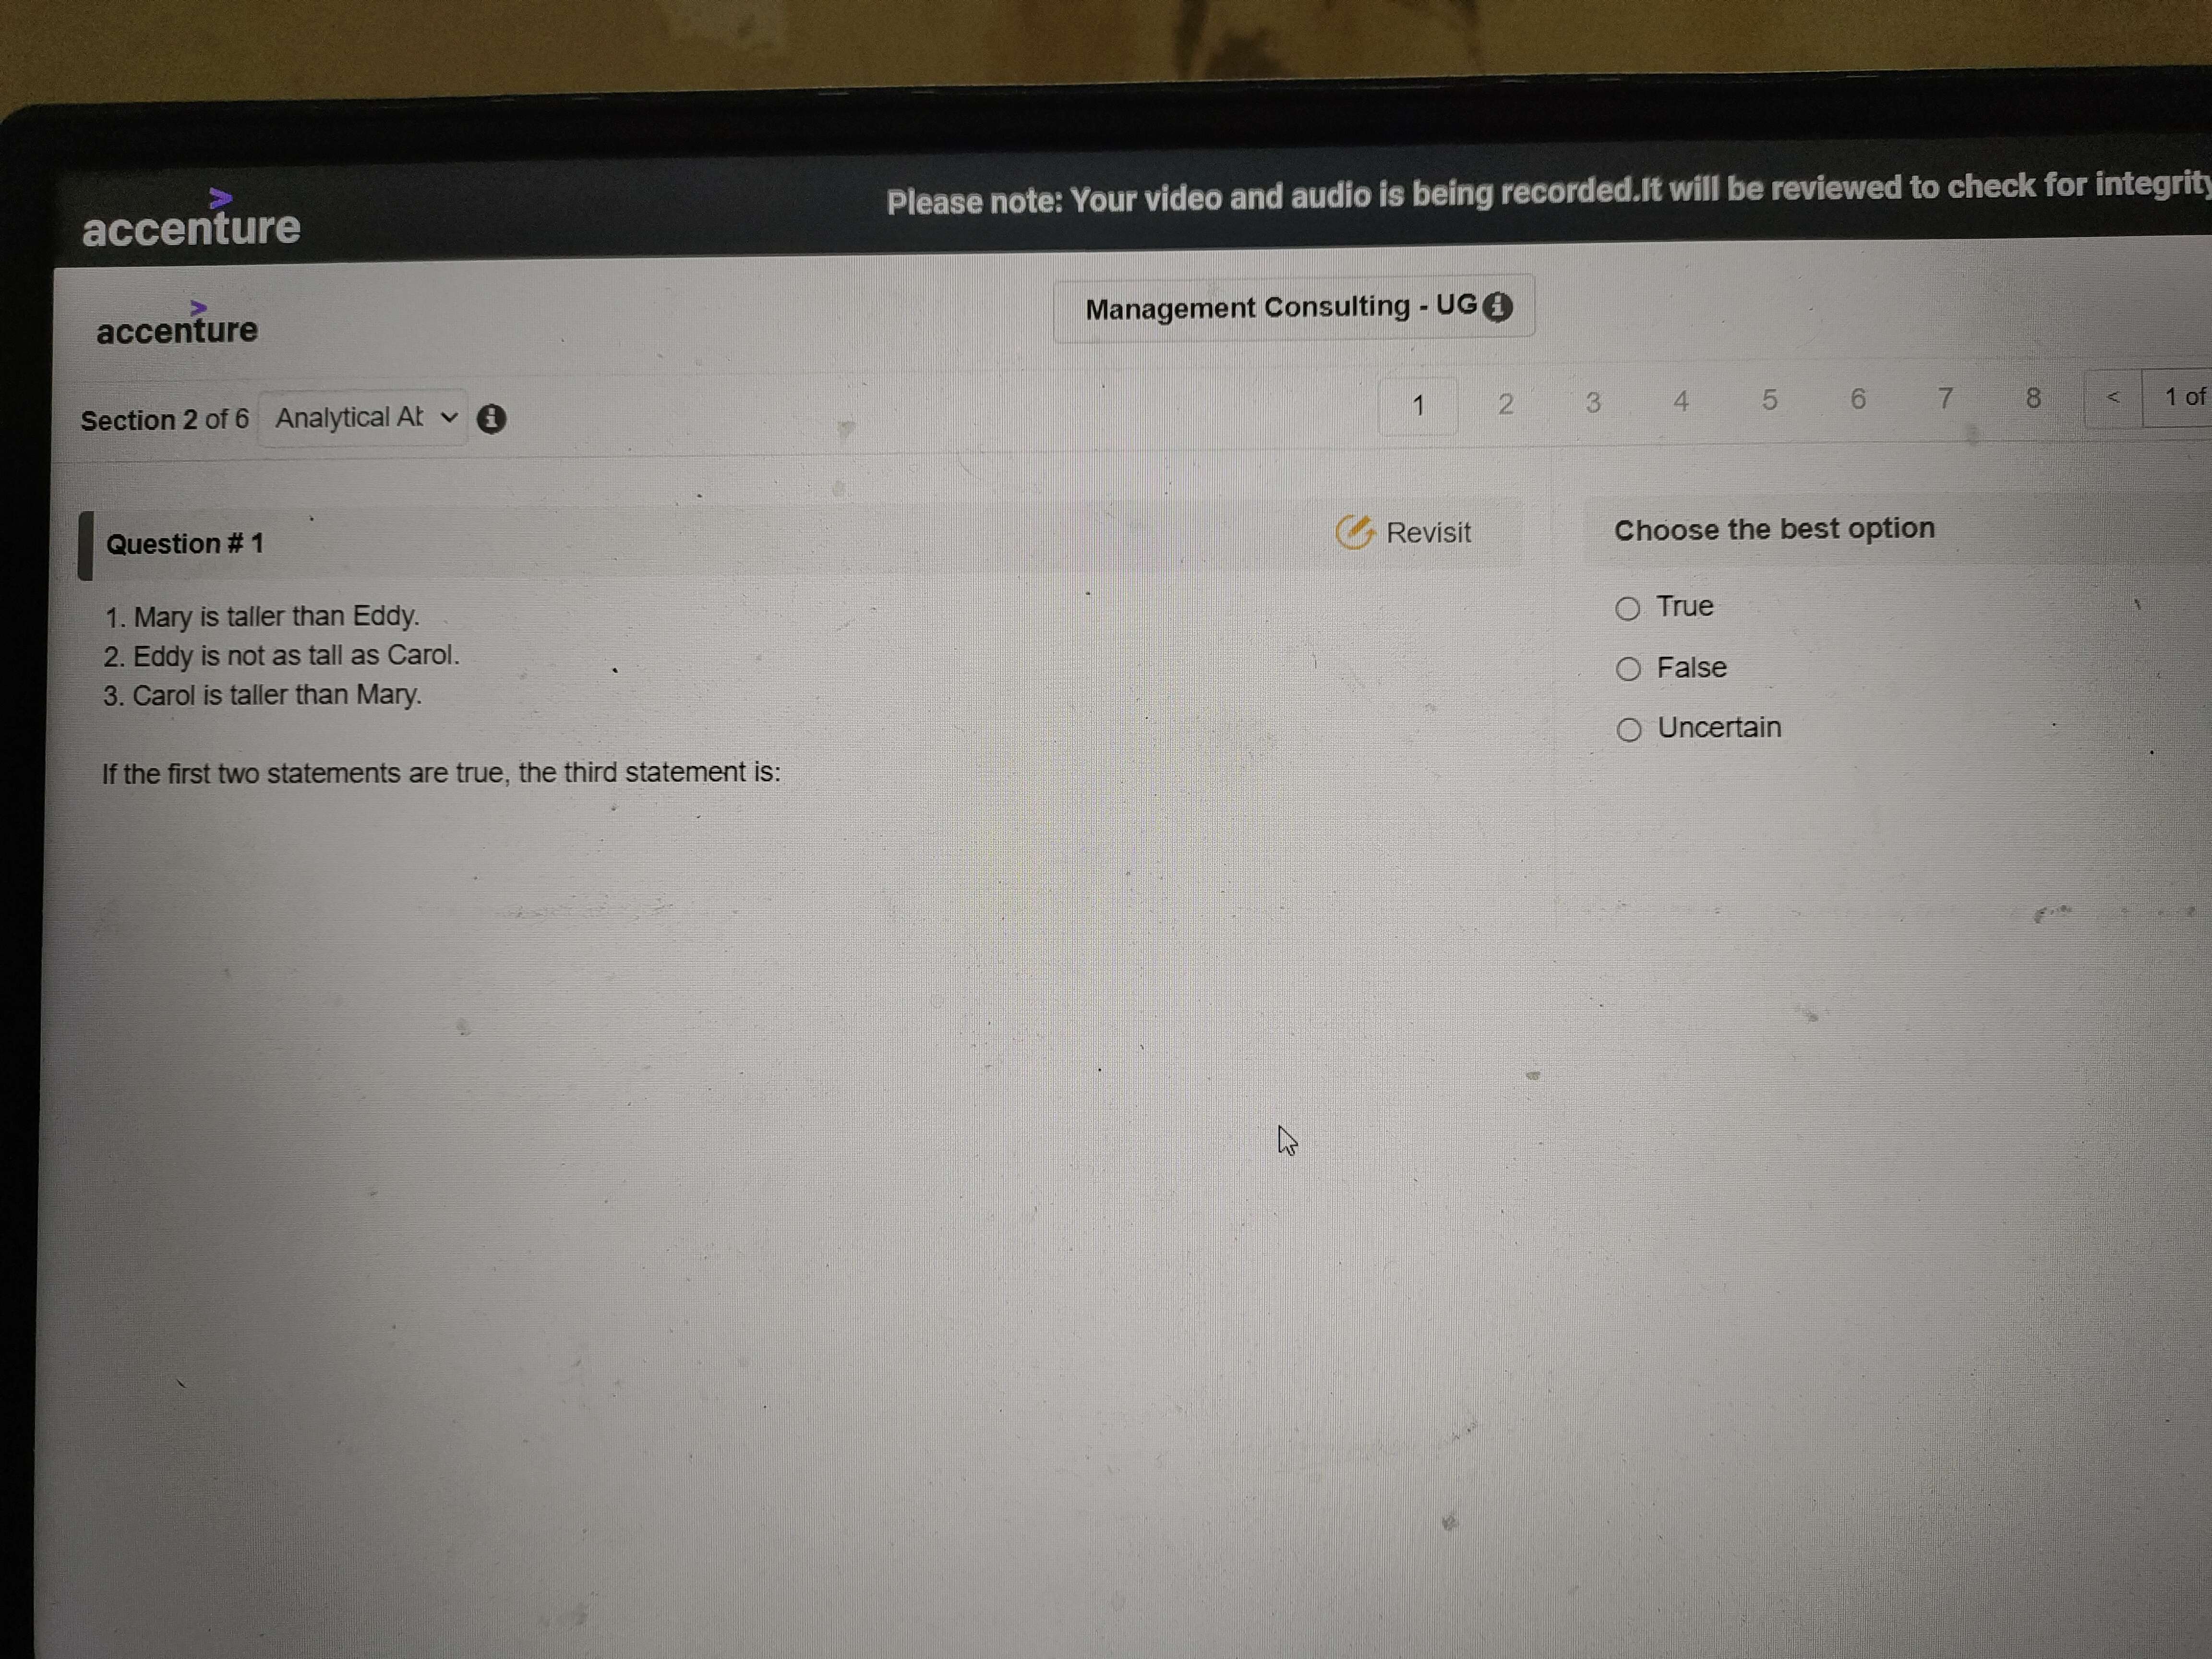 accenture
Please note: Your video and audio is being recorded.It will be reviewed to check for integrity
accenture
Management Consulting - UG
Section 2 of 6 Analytical At
1 2 3 4 5 6 7 8 < 1 of
Question # 1
Revisit
1. Mary is taller than Eddy.
2. Eddy is not as tall as Carol.
3. Carol is taller than Mary.
If the first two statements are true, the third statement is:
Choose the best option
True
False
Uncertain